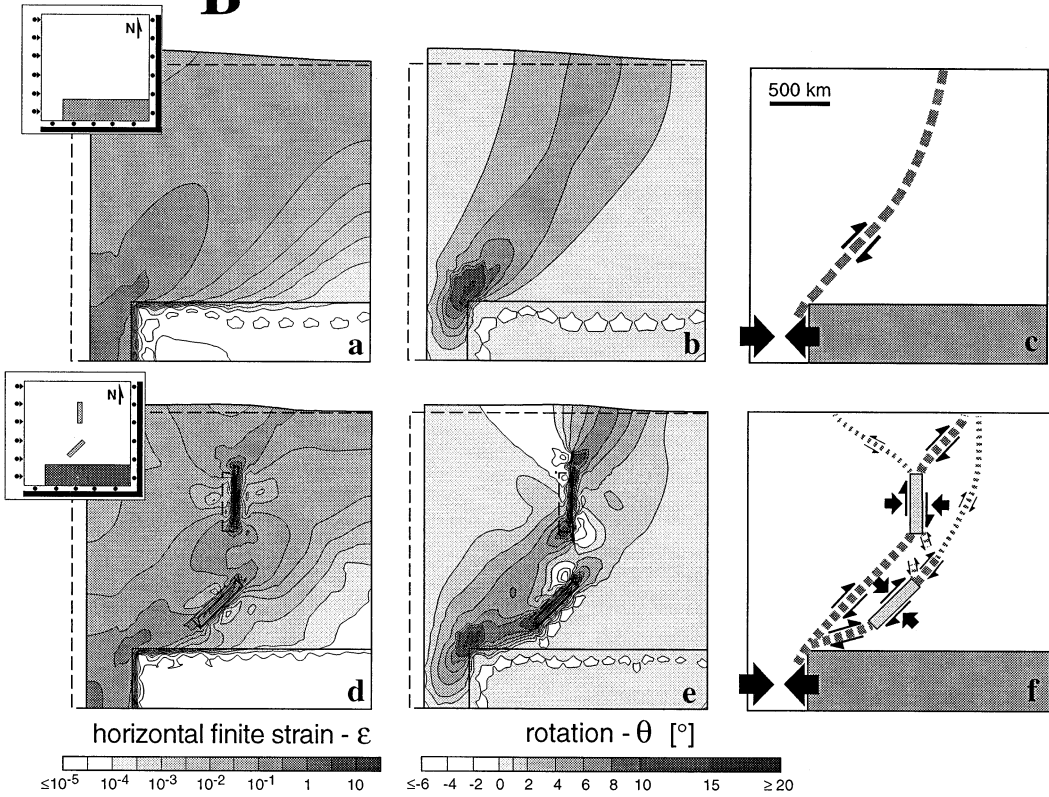 B
N
500 km
a
b
c
N
d
e
f
horizontal finite strain - ε
rotation - θ [°]
≤10-5 10-4 10-3 10-2 10-1 1 10
≤-6 -4 -2 0 2 4 6 8 10 15 ≥ 20